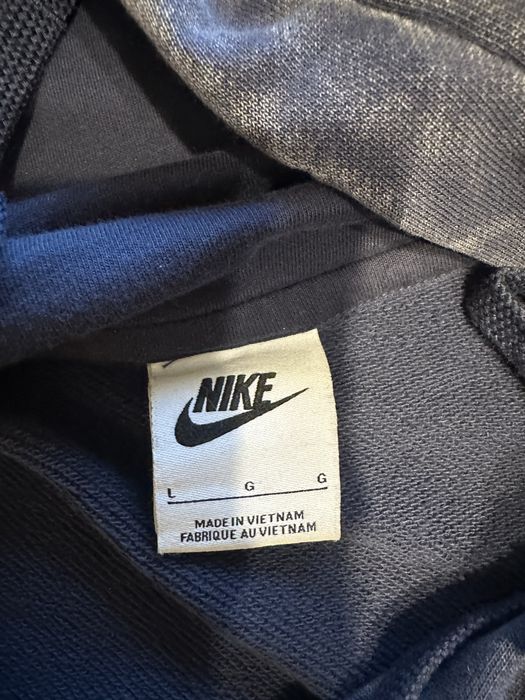 NIKE
L G G
MADE IN VIETNAM
FABRIQUE AU VIETNAM